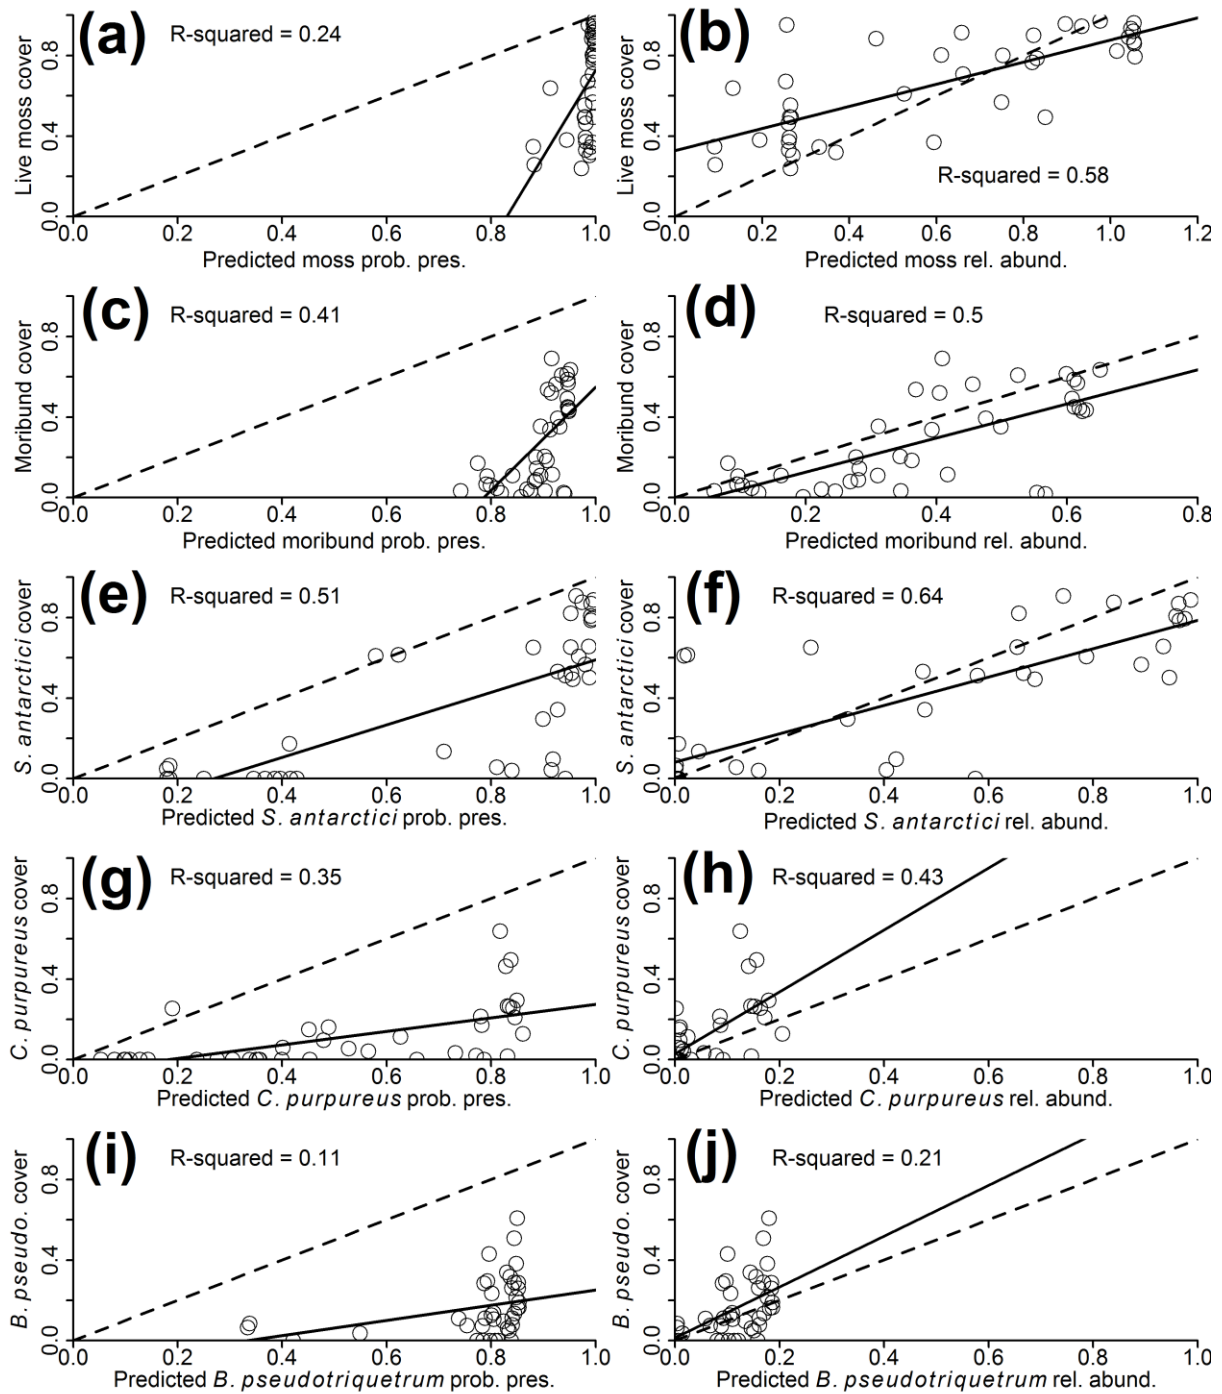 (a)
R-squared = 0.24
Live moss cover
0.0 0.4 0.8
0.0 0.2 0.4 0.6 0.8 1.0
Predicted moss prob. pres.
(b)
R-squared = 0.58
Live moss cover
0.0 0.4 0.8
0.0 0.2 0.4 0.6 0.8 1.0 1.2
Predicted moss rel. abund.
(c)
R-squared = 0.41
Moribund cover
0.0 0.4 0.8
0.0 0.2 0.4 0.6 0.8 1.0
Predicted moribund prob. pres.
(d)
R-squared = 0.5
Moribund cover
0.0 0.4 0.8
0.0 0.2 0.4 0.6 0.8
Predicted moribund rel. abund.
(e)
R-squared = 0.51
S. antarctici cover
0.0 0.4 0.8
0.0 0.2 0.4 0.6 0.8 1.0
Predicted S. antarctici prob. pres.
(f)
R-squared = 0.64
S. antarctici cover
0.0 0.4 0.8
0.0 0.2 0.4 0.6 0.8 1.0
Predicted S. antarctici rel. abund.
(g)
R-squared = 0.35
C. purpureus cover
0.0 0.4 0.8
0.0 0.2 0.4 0.6 0.8 1.0
Predicted C. purpureus prob. pres.
(h)
R-squared = 0.43
C. purpureus cover
0.0 0.4 0.8
0.0 0.2 0.4 0.6 0.8 1.0
Predicted C. purpureus rel. abund.
(i)
R-squared = 0.11
B. pseudo. cover
0.0 0.4 0.8
0.0 0.2 0.4 0.6 0.8 1.0
Predicted B. pseudotriquetrum prob. pres.
(j)
R-squared = 0.21
B. pseudo. cover
0.0 0.4 0.8
0.0 0.2 0.4 0.6 0.8 1.0
Predicted B. pseudotriquetrum rel. abund.